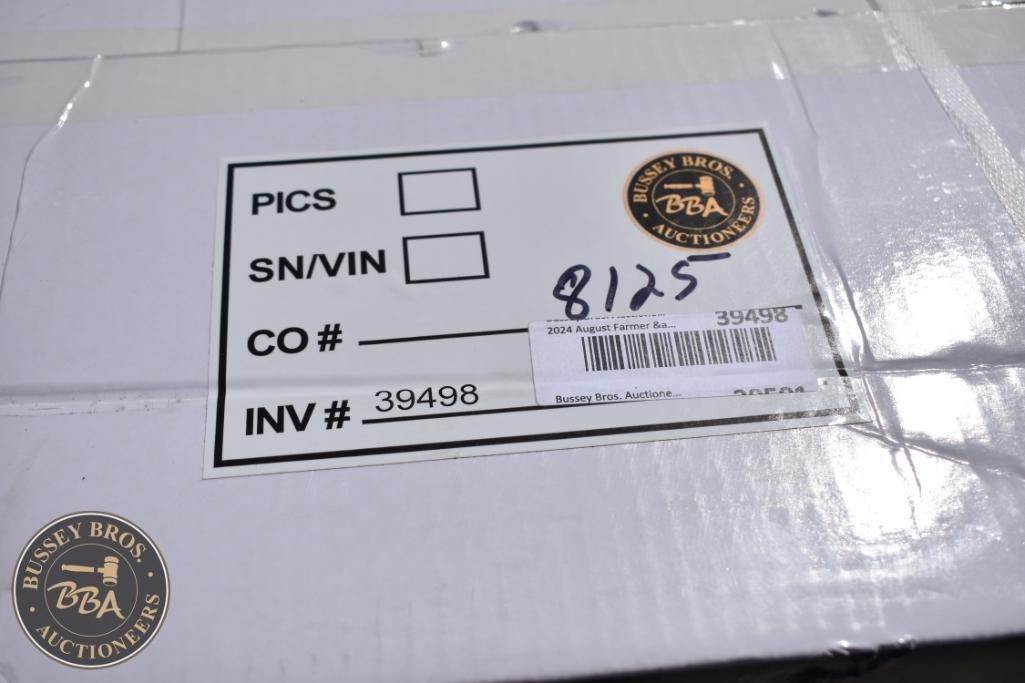 PICS
BUSSEY BROS.
BBA
AUCTIONEERS
SN/VIN
8125
CO #
39498
2024 August Farmer &a...
INV # 39498
Bussey Bros. Auctione...
BUSSEY BROS.
BBA
AUCTIONEERS